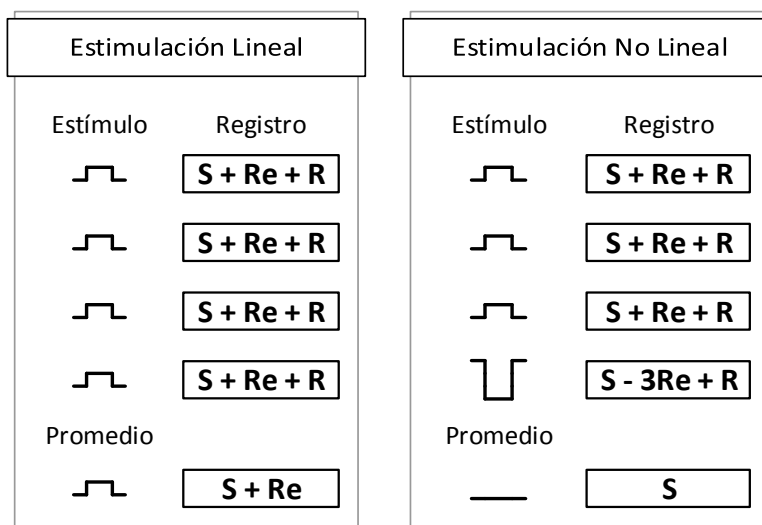 Estimulación Lineal
Estímulo Registro
S + Re + R
S + Re + R
S + Re + R
S + Re + R
Promedio
S + Re
Estimulación No Lineal
Estímulo Registro
S + Re + R
S + Re + R
S + Re + R
S - 3Re + R
Promedio
S